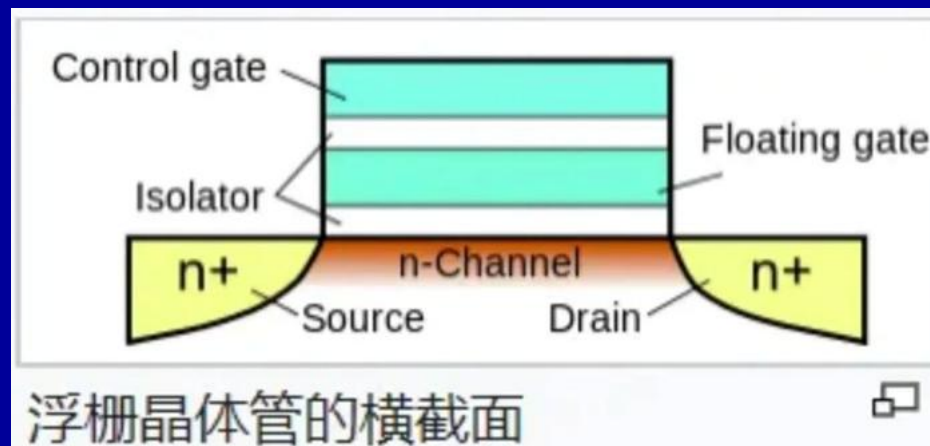 Control gate
Floating gate
Isolator
n+
n-Channel
n+
Source
Drain
浮栅晶体管的横截面